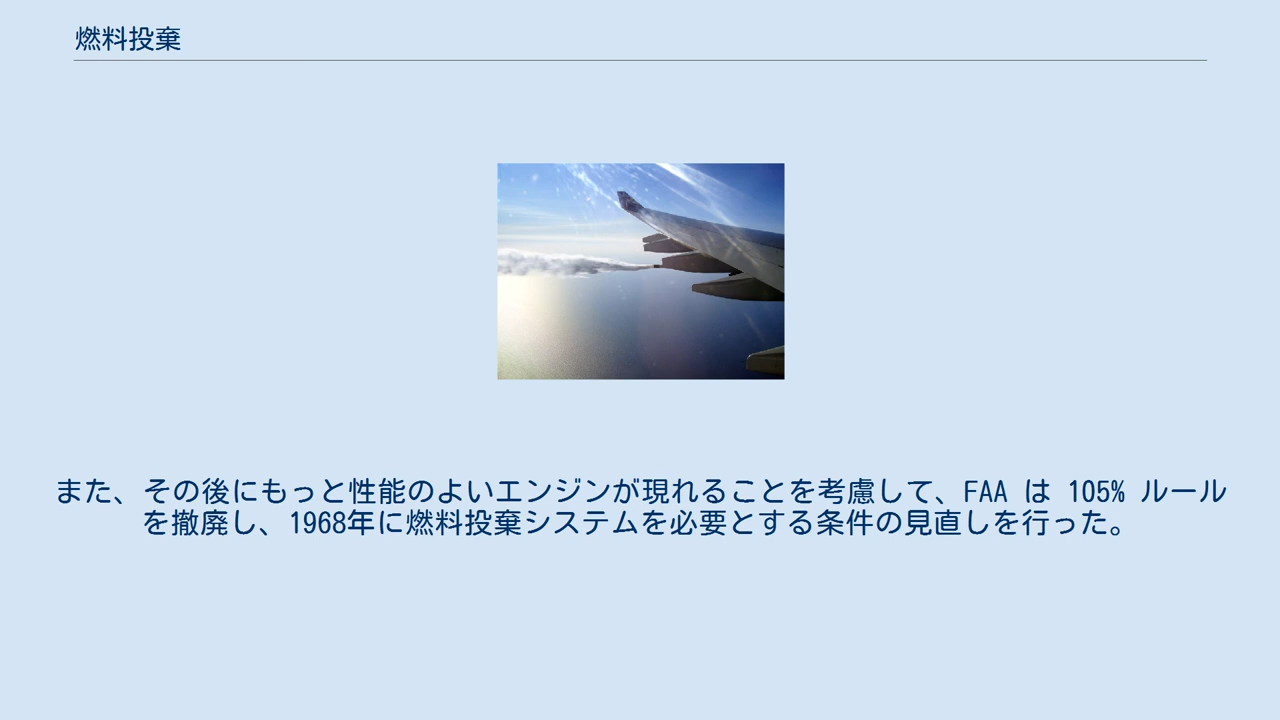 燃料投棄
また、その後にもっと性能のよいエンジンが現れることを考慮して、FAA は 105% ルール
を撤廃し、1968年に燃料投棄システムを必要とする条件の見直しを行った。